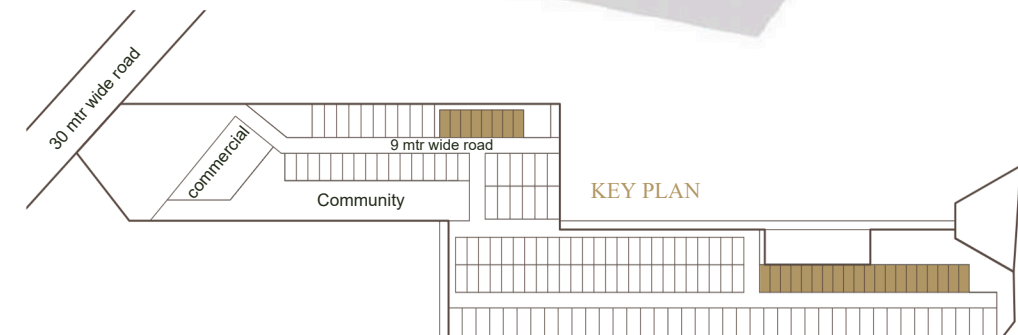 30 mtr wide road
commercial
9 mtr wide road
Community
KEY PLAN